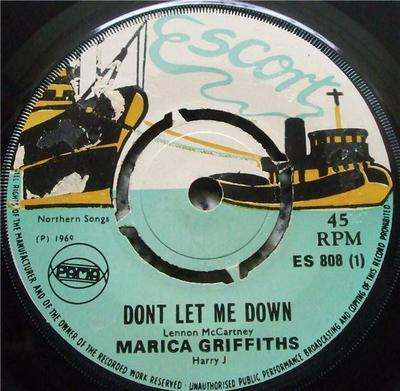 Escort
Northern Songs
(P) 1969
PAMA
45
RPM
ES 808 (1)
DONT LET ME DOWN
Lennon McCartney
MARICA GRIFFITHS
Harry J
ALL RIGHT OF THE MANUFACTURER AND OF THE OWNER OF THE RECORDED WORK RESERVED · UNAUTHORISED PUBLIC PERFORMANCE BROADCASTING AND COPYING OF THIS RECORD PROHIBITED